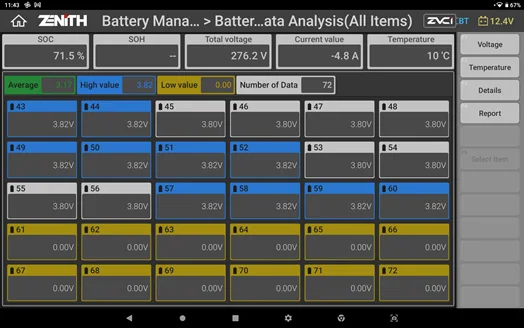 11:43
11.4V
ZENITH
Battery Mana... > Batter...ata Analysis(All Items)
ZVCI BT
12.4V
SOC SOH Total voltage Current value Temperature
71.5 % -- 276.2 V -4.8 A 10 °C
Voltage
Temperature
Details
Report
Select Item
Average 3.17 High value 3.82 Low value 0.00 Number of Data 72
43 44 45 46 47 48
3.82V 3.82V 3.80V 3.80V 3.80V 3.80V
49 50 51 52 53 54
3.82V 3.82V 3.82V 3.82V 3.80V 3.80V
55 56 57 58 59 60
3.80V 3.80V 3.82V 3.82V 3.82V 3.82V
61 62 63 64 65 66
0.00V 0.00V 0.00V 0.00V 0.00V 0.00V
67 68 69 70 71 72
0.00V 0.00V 0.00V 0.00V 0.00V 0.00V